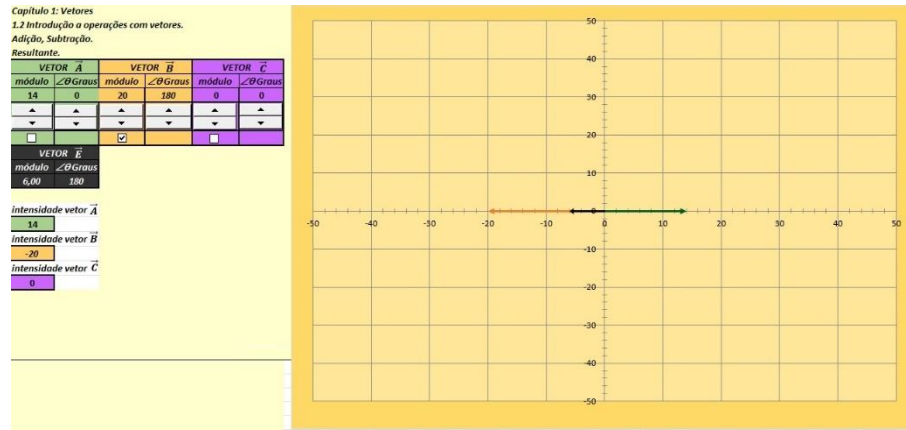 Capítulo 1: Vetores
1.2 Introdução a operações com vetores.
Adição, Subtração.
Resultante.
VETOR A VETOR B VETOR C
módulo ∠θGraus módulo ∠θGraus módulo ∠θGraus
14 0 20 180 0 0
VETOR E
módulo ∠θGraus
6,00 180
intensidade vetor A
14
intensidade vetor B
-20
intensidade vetor C
0
50
40
30
20
10
0
-50 -40 -30 -20 -10 0 10 20 30 40 50
-10
-20
-30
-40
-50